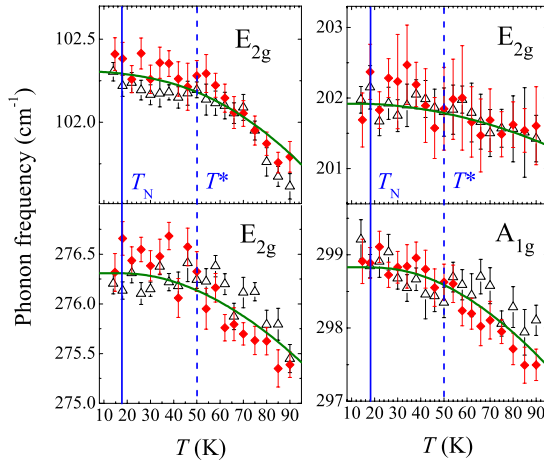 Phonon frequency (cm⁻¹)
102.5
102.0
E2g
TN
T*
203
202
201
E2g
TN
T*
276.5
276.0
275.5
275.0
E2g
299
298
297
A1g
10 20 30 40 50 60 70 80 90
10 20 30 40 50 60 70 80 90
T (K)
T (K)